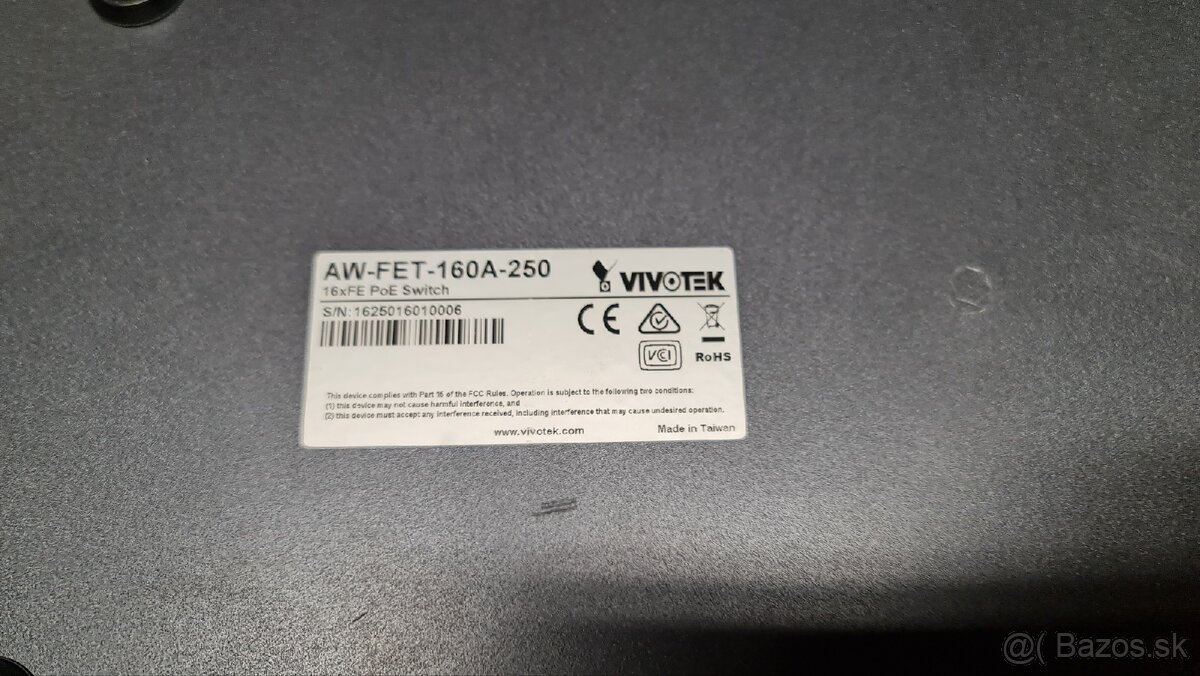 AW-FET-160A-250
VIVOTEK
16xFE PoE Switch
S/N: 1625016010006
CE
VCI
RoHS
This device complies with Part 15 of the FCC Rules. Operation is subject to the following two conditions:
(1) this device may not cause harmful interference, and
(2) this device must accept any interference received, including interference that may cause undesired operation.
www.vivotek.com
Made in Taiwan
@( Bazos.sk